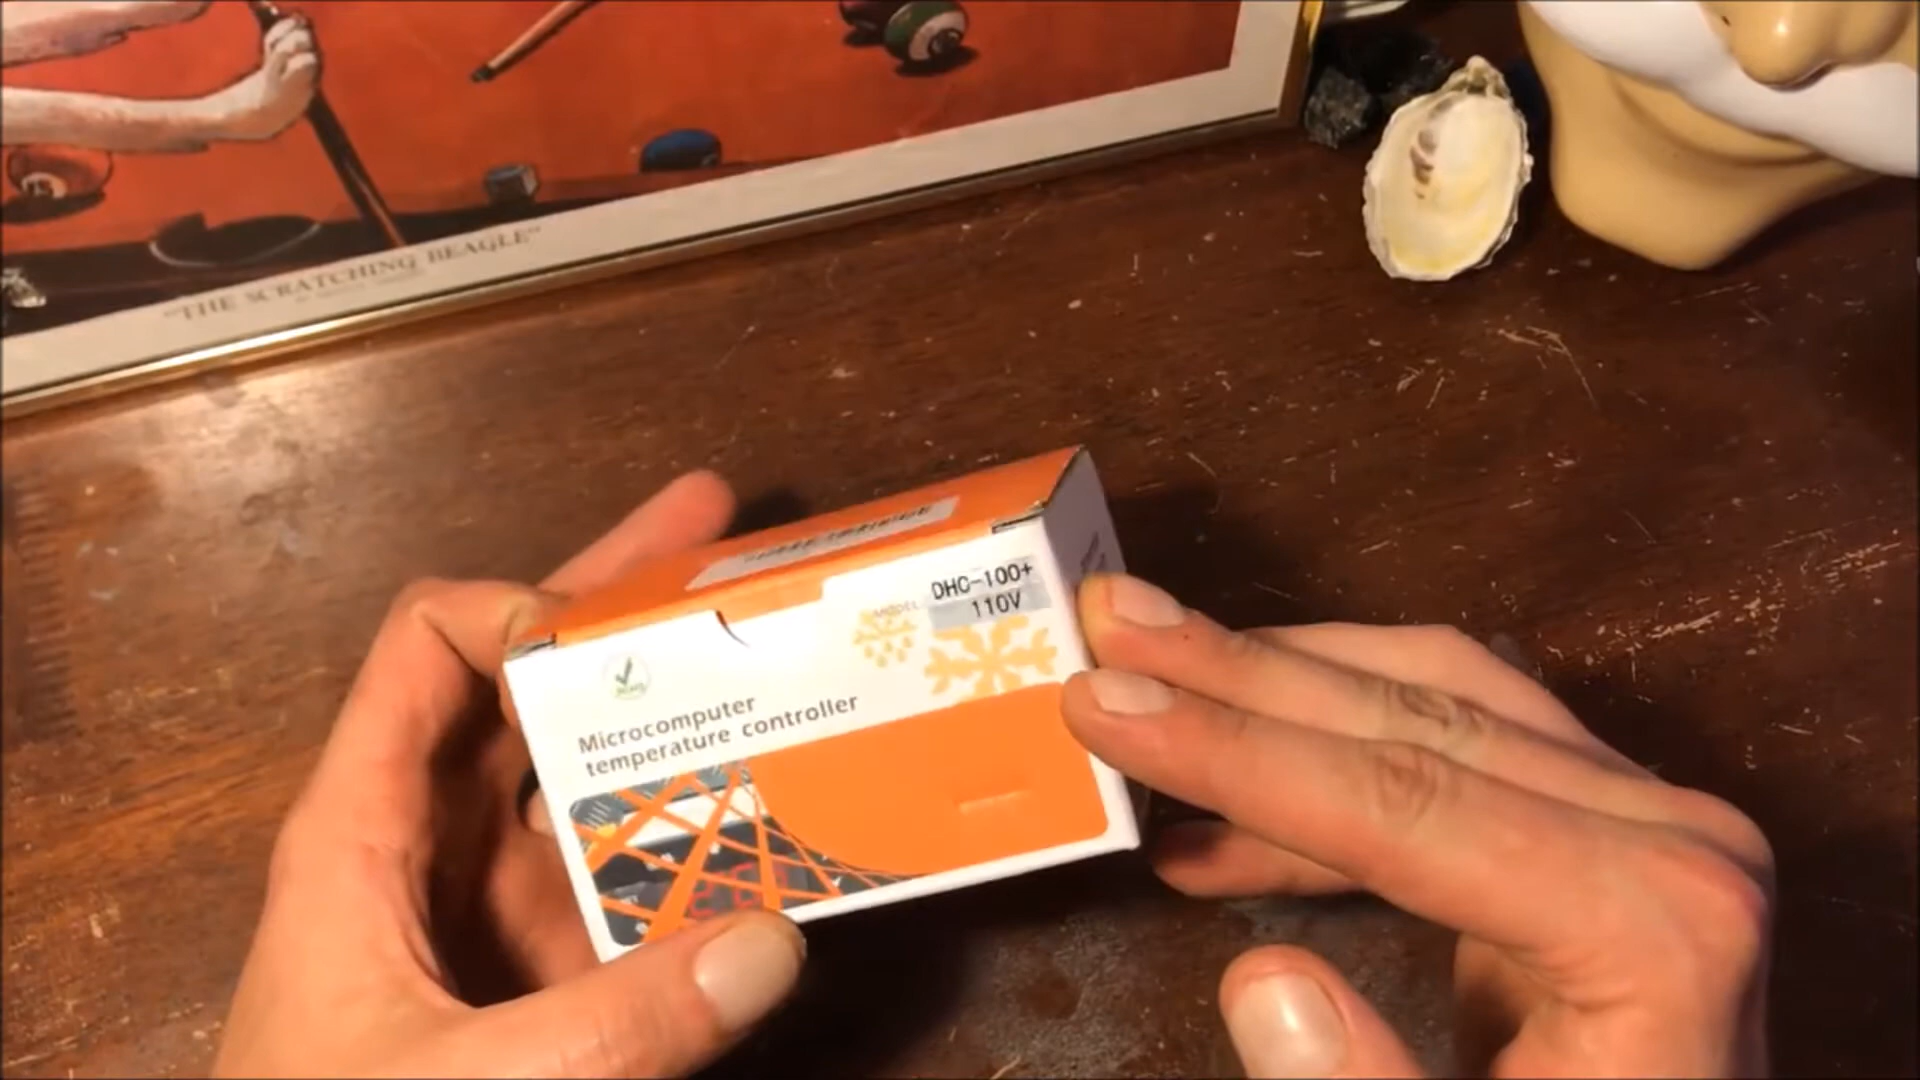 "THE SCRATCHING BEAGLE"
MODEL
DHC-100+
110V
Microcomputer
temperature controller